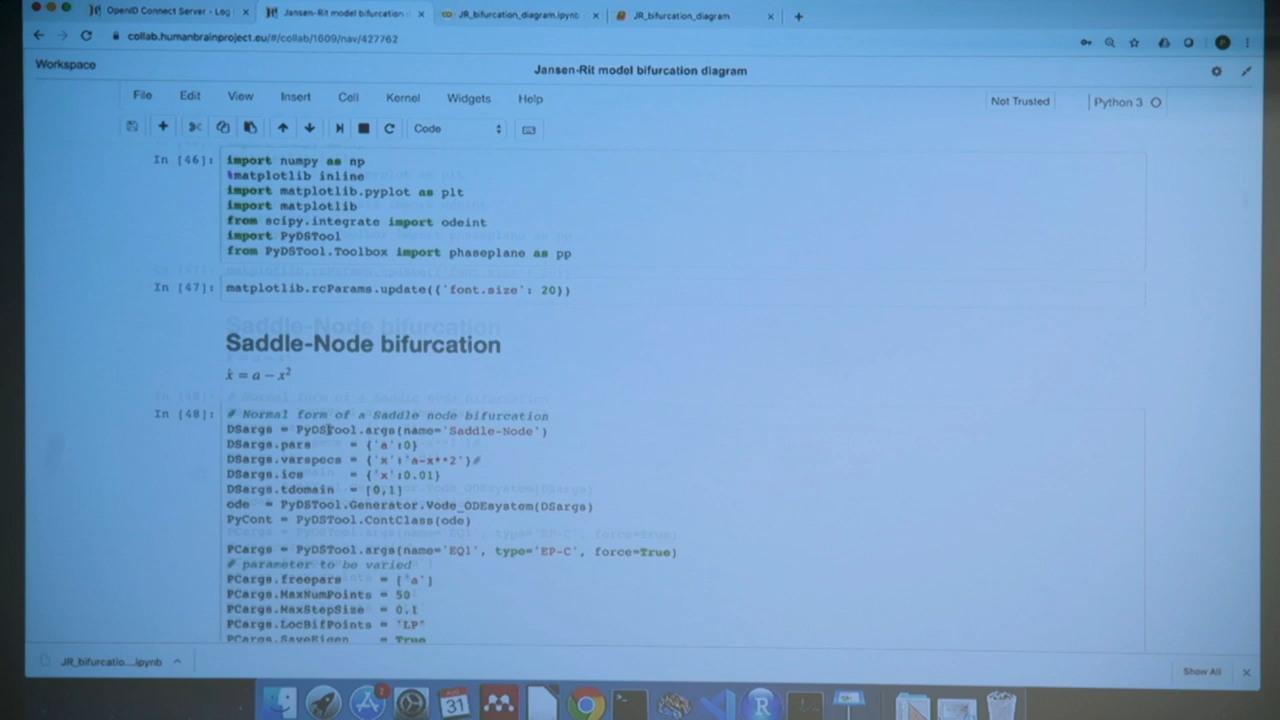 OpenID Connect Server - Log
Jansen-Rit model bifurcation
JR_bifurcation_diagram.ipynb
JR_bifurcation_diagram
collab.humanbrainproject.eu/#/collab/1609/nav/427762
Workspace
Jansen-Rit model bifurcation diagram
File Edit View Insert Cell Kernel Widgets Help
Not Trusted
Python 3
Code
In [46]: import numpy as np
%matplotlib inline
import matplotlib.pyplot as plt
import matplotlib
from scipy.integrate import odeint
import PyDSTool
from PyDSTool.Toolbox import phaseplane as pp
In [47]: matplotlib.rcParams.update({'font.size': 20})
Saddle-Node bifurcation
ẋ = a − x²
In [48]: # Normal form of a Saddle node bifurcation
DSargs = PyDSTool.args(name='Saddle-Node')
DSargs.pars = {'a':0}
DSargs.varspecs = {'x':'a-x**2'}#
DSargs.ics = {'x':0.01}
DSargs.tdomain = [0,1]
ode = PyDSTool.Generator.Vode_ODEsystem(DSargs)
PyCont = PyDSTool.ContClass(ode)
PCargs = PyDSTool.args(name='EQ1', type='EP-C', force=True)
# parameter to be varied
PCargs.freepars = ['a']
PCargs.MaxNumPoints = 50
PCargs.MaxStepSize = 0.1
PCargs.LocBifPoints = "LP"
PCargs.SaveEigen = True
JR_bifurcatio....ipynb
Show All
31